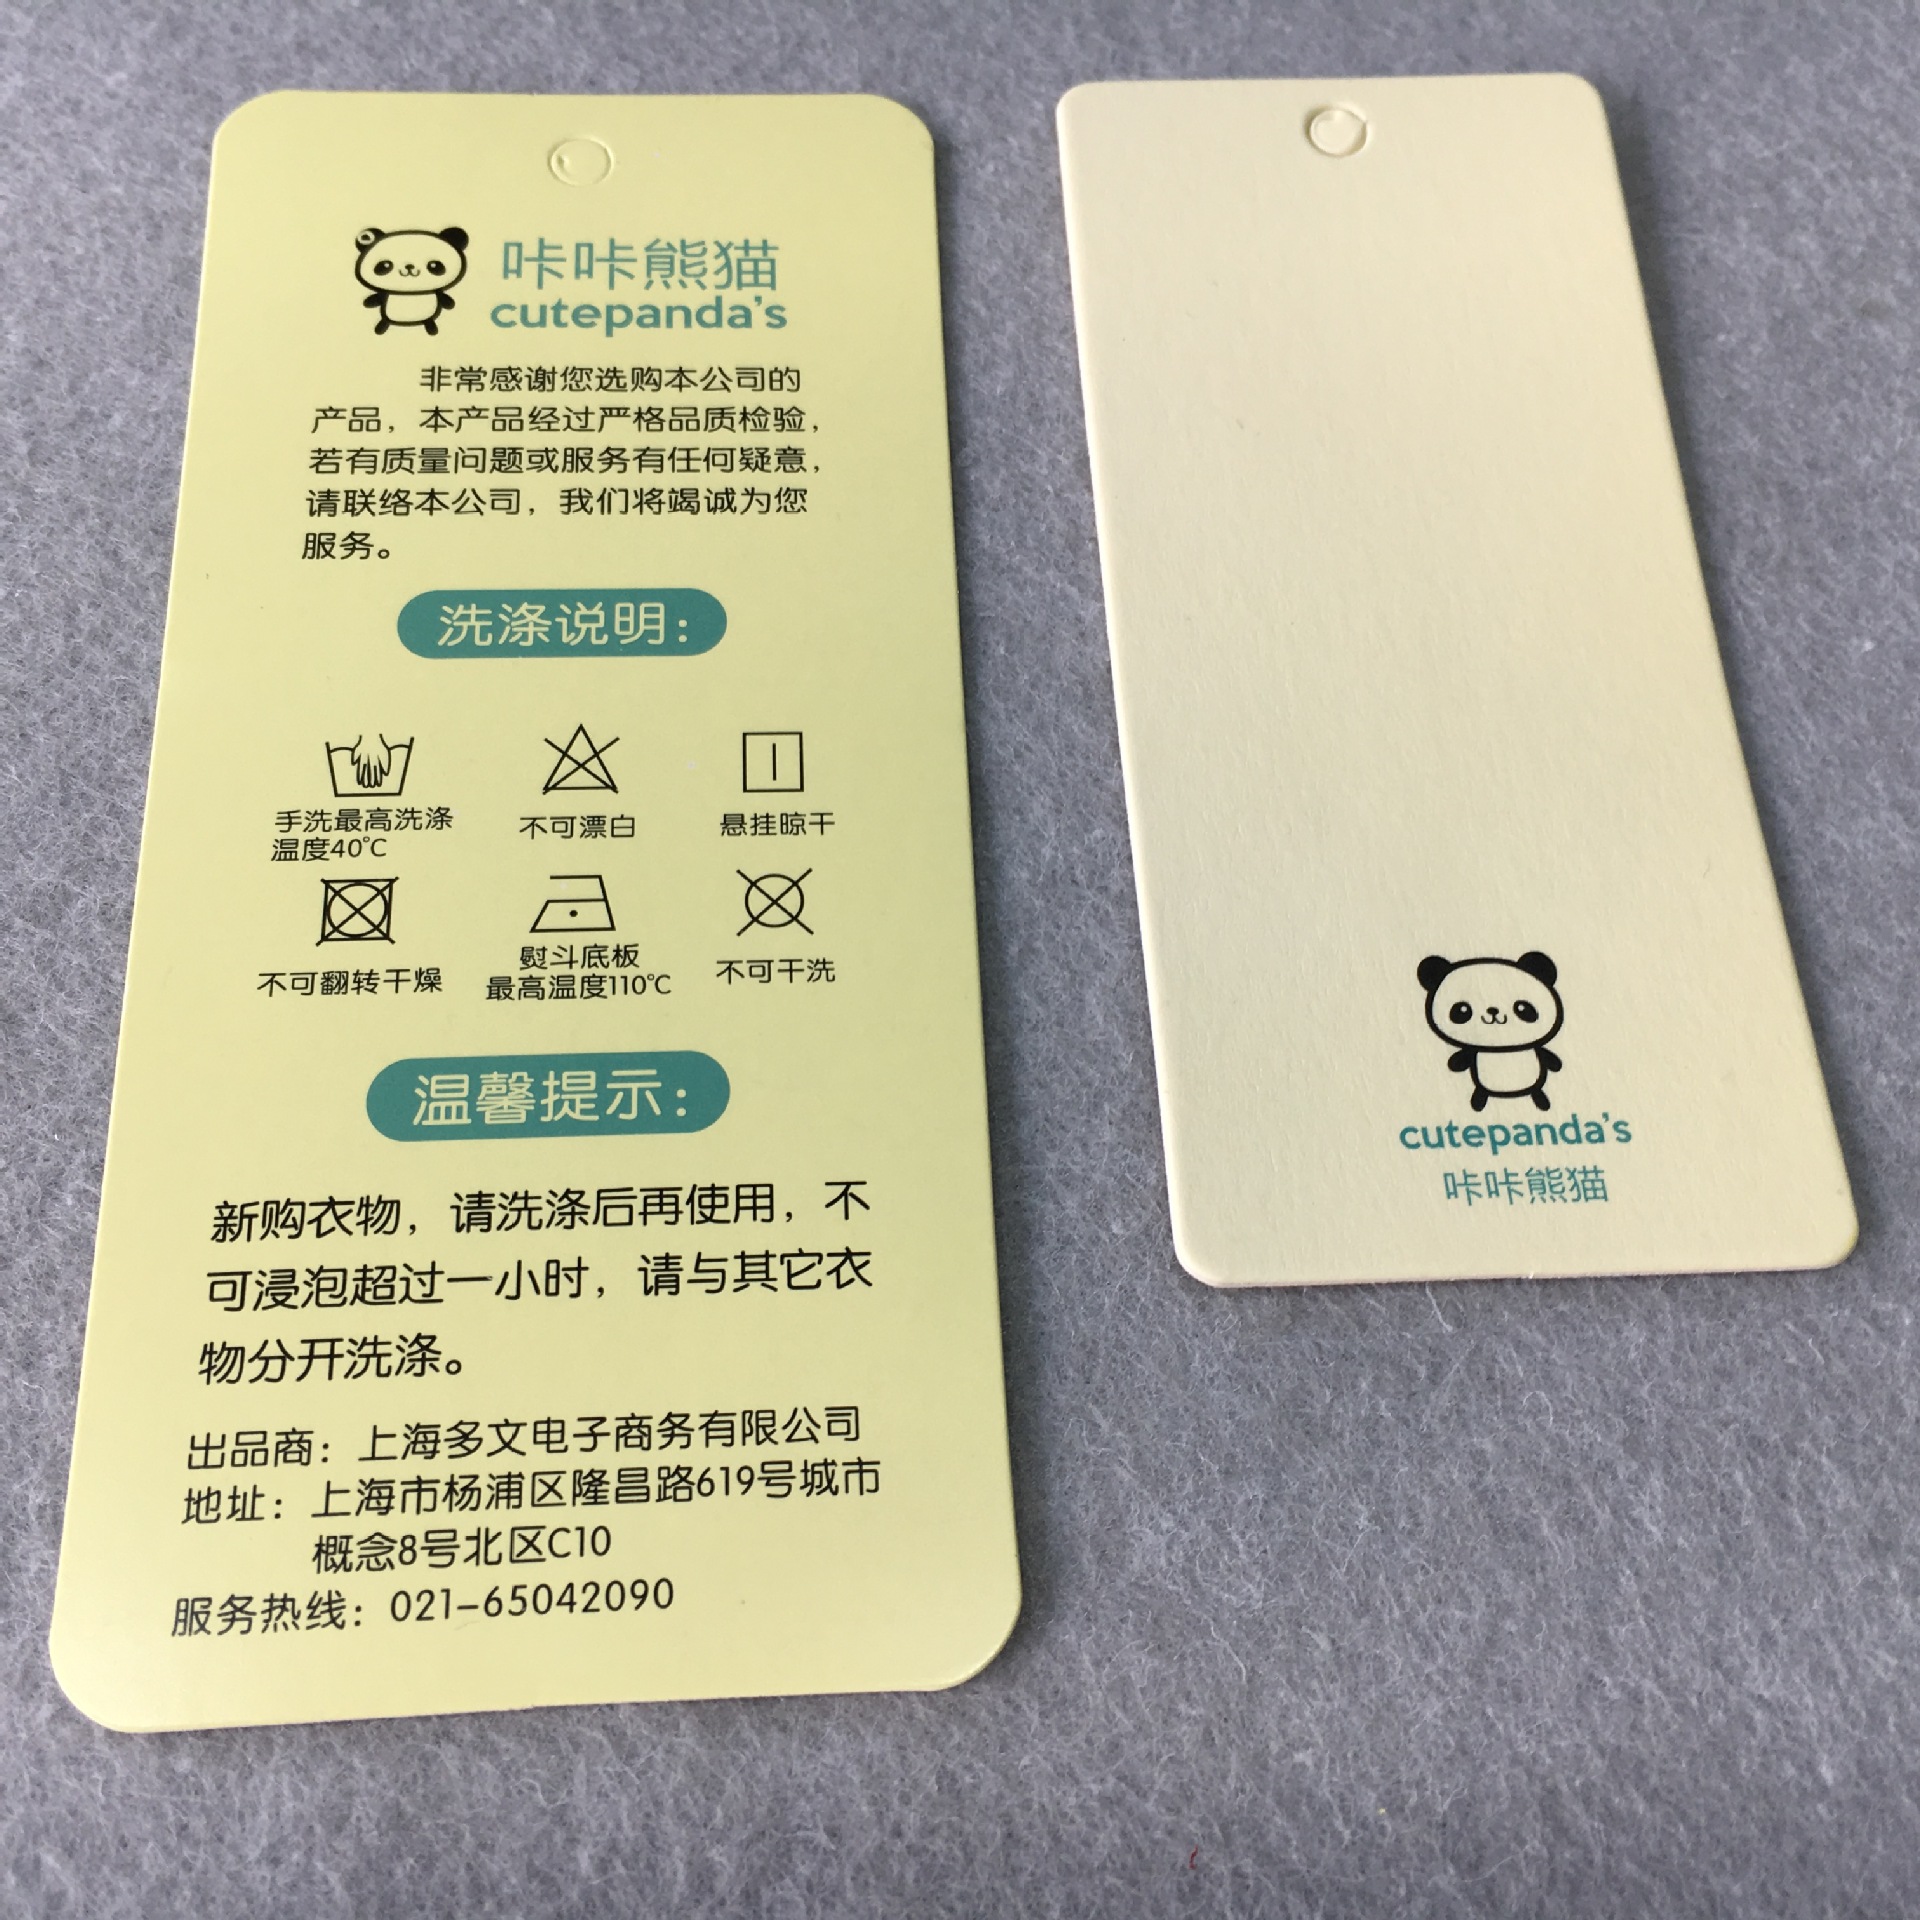 咔咔熊猫
cutepanda's
非常感谢您选购本公司的
产品，本产品经过严格品质检验，
若有质量问题或服务有任何疑意，
请联络本公司，我们将竭诚为您
服务。
洗涤说明：
手洗最高洗涤
温度40℃
不可漂白
悬挂晾干
不可翻转干燥
熨斗底板
最高温度110℃
不可干洗
温馨提示：
新购衣物，请洗涤后再使用，不
可浸泡超过一小时，请与其它衣
物分开洗涤。
出品商：上海多文电子商务有限公司
地址：上海市杨浦区隆昌路619号城市
概念8号北区C10
服务热线：021-65042090
cutepanda's
咔咔熊猫